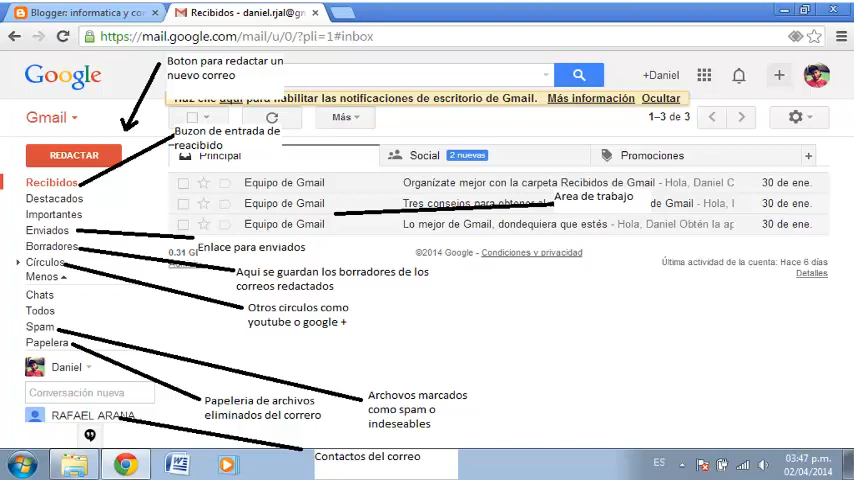 Blogger: informatica y co
Recibidos - daniel.rjal@gm
https://mail.google.com/mail/u/0/?pli=1#inbox
Google
Boton para redactar un
nuevo correo
+Daniel
Haz clic aquí para habilitar las notificaciones de escritorio de Gmail. Más información Ocultar
Gmail
Más
1–3 de 3
Buzon de entrada de
reacibido
REDACTAR
Principal
Social
2 nuevas
Promociones
+
Recibidos
Destacados
Importantes
Enviados
Borradores
Círculos
Menos
Chats
Todos
Spam
Papelera
Equipo de Gmail Organízate mejor con la carpeta Recibidos de Gmail - Hola, Daniel C 30 de ene.
Equipo de Gmail Tres consejos para obtener el de Gmail - Hola, 30 de ene.
Area de trabajo
Equipo de Gmail Lo mejor de Gmail, dondequiera que estés - Hola, Daniel Obtén la ap 30 de ene.
Enlace para enviados
0.31 GB
©2014 Google - Condiciones y privacidad
Última actividad de la cuenta: Hace 6 días
Detalles
Aqui se guardan los borradores de los
correos redactados
Otros circulos como
youtube o google +
Daniel
Conversación nueva
RAFAEL ARANA
Papeleria de archivos
eliminados del correro
Archovos marcados
como spam o
indeseables
Contactos del correo
ES
03:47 p.m.
02/04/2014